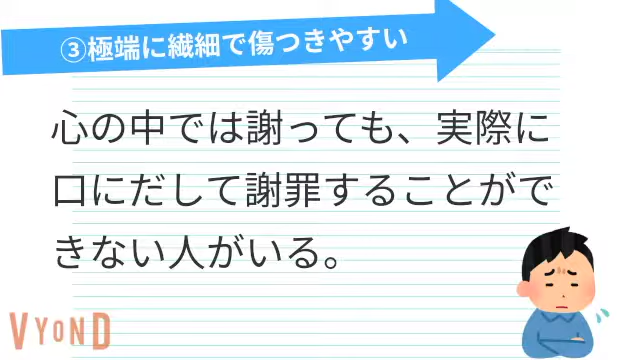 ③極端に繊細で傷つきやすい
心の中では謝っても、実際に
口にだして謝罪することがで
きない人がいる。
VYOND